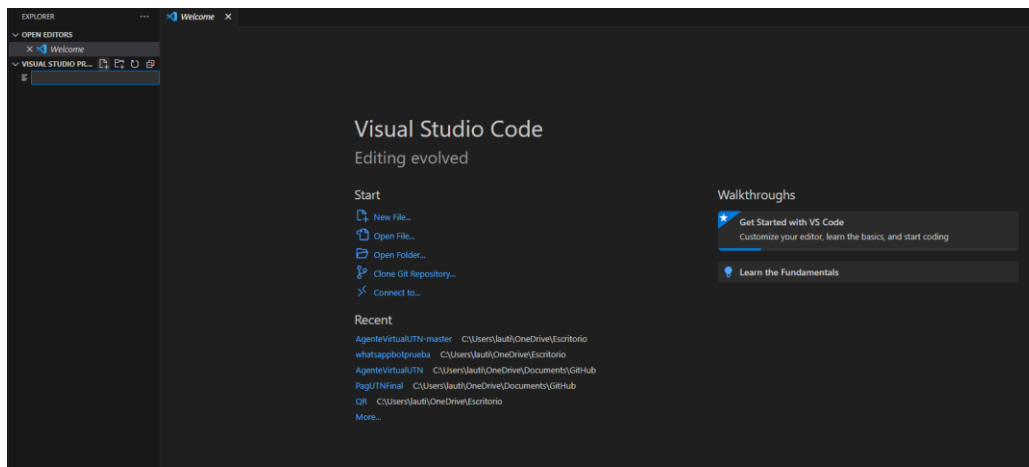 EXPLORER
Welcome
OPEN EDITORS
Welcome
VISUAL STUDIO PR...
Visual Studio Code
Editing evolved
Start
New File...
Open File...
Open Folder...
Clone Git Repository...
Connect to...
Recent
AgenteVirtualUTN-master C:\Users\lauti\OneDrive\Escritorio
whatsappbotprueba C:\Users\lauti\OneDrive\Escritorio
AgenteVirtualUTN C:\Users\lauti\OneDrive\Documents\GitHub
PagUTNFinal C:\Users\lauti\OneDrive\Documents\GitHub
QR C:\Users\lauti\OneDrive\Escritorio
More...
Walkthroughs
Get Started with VS Code
Customize your editor, learn the basics, and start coding
Learn the Fundamentals